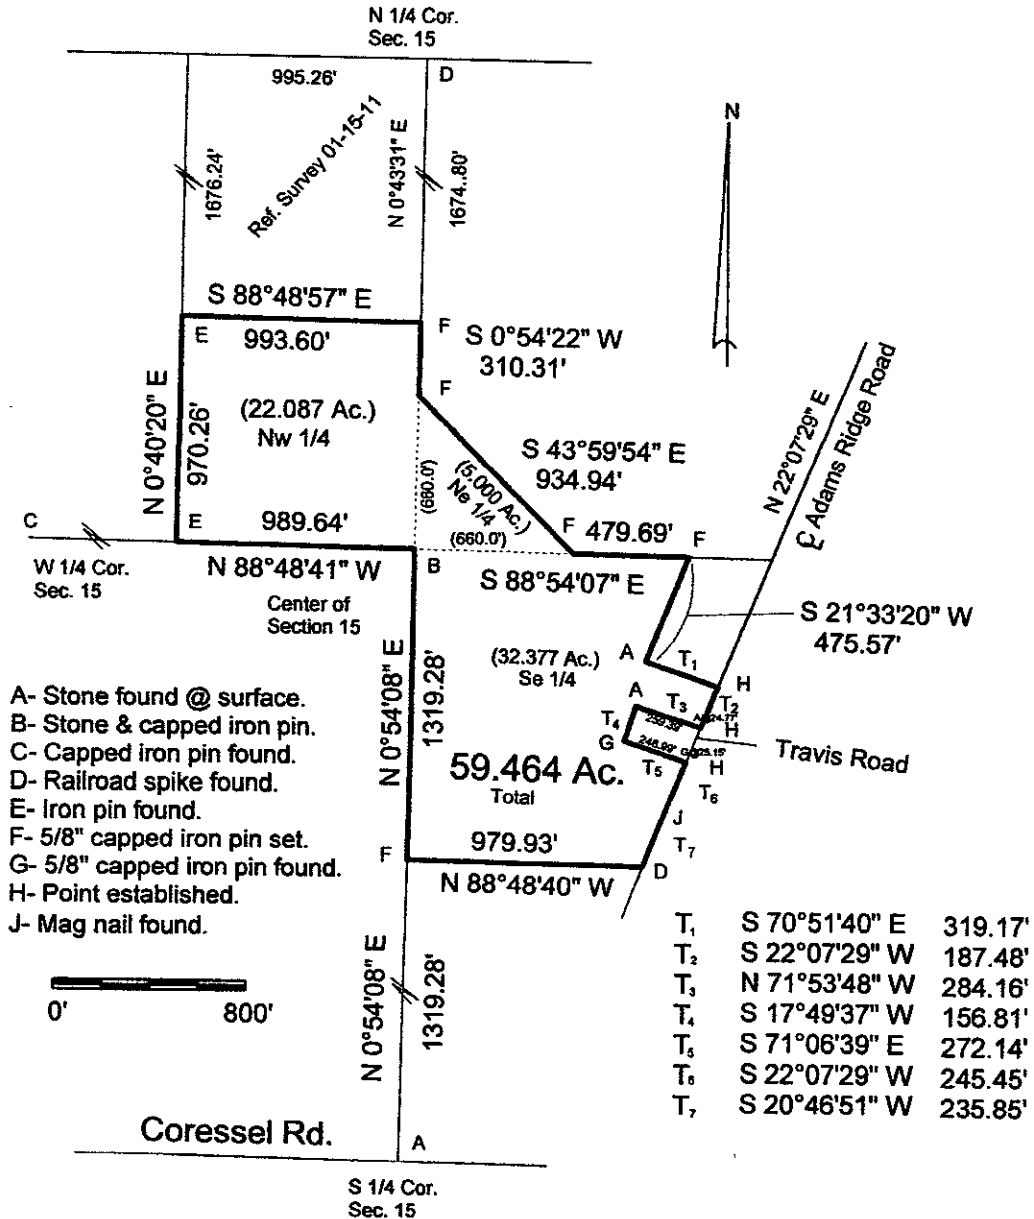 N 1/4 Cor.
Sec. 15
995.26'
D
Ref. Survey 01-15-11
1676.24'
N 0°43'31" E
1674..80'
N
S 88°48'57" E
E
993.60'
F
S 0°54'22" W
310.31'
F
N 0°40'20" E
970.26'
(22.087 Ac.)
Nw 1/4
S 43°59'54" E
934.94'
(5.000 Ac.)
Ne 1/4
(660.0')
(660.0')
N 22°07'29" E
Adams Ridge Road
C
E
989.64'
F
479.69'
F
W 1/4 Cor.
Sec. 15
N 88°48'41" W
B
S 88°54'07" E
Center of
Section 15
S 21°33'20" W
475.57'
(32.377 Ac.)
Se 1/4
A
T₁
H
N 0°54'08" E
1319.28'
A
T₂
T₃
259.39'
A@24.77'
H
T₄
G
246.99'
G@25.15'
H
T₅
T₆
Travis Road
59.464 Ac.
Total
J
T₇
979.93'
F
D
N 88°48'40" W
A- Stone found @ surface.
B- Stone & capped iron pin.
C- Capped iron pin found.
D- Railroad spike found.
E- Iron pin found.
F- 5/8" capped iron pin set.
G- 5/8" capped iron pin found.
H- Point established.
J- Mag nail found.
0' 800'
N 0°54'08" E
1319.28'
T₁ S 70°51'40" E 319.17'
T₂ S 22°07'29" W 187.48'
T₃ N 71°53'48" W 284.16'
T₄ S 17°49'37" W 156.81'
T₅ S 71°06'39" E 272.14'
T₆ S 22°07'29" W 245.45'
T₇ S 20°46'51" W 235.85'
Coressel Rd.
A
S 1/4 Cor.
Sec. 15